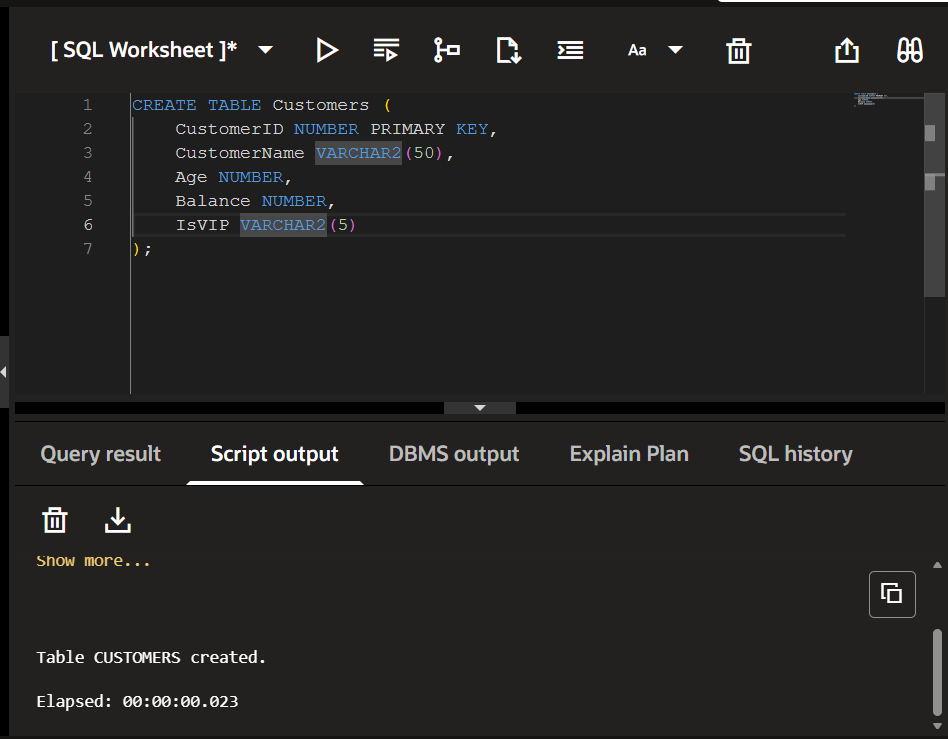 [ SQL Worksheet ]*
Aa
1 CREATE TABLE Customers (
2 CustomerID NUMBER PRIMARY KEY,
3 CustomerName VARCHAR2(50),
4 Age NUMBER,
5 Balance NUMBER,
6 IsVIP VARCHAR2(5)
7 );
Query result Script output DBMS output Explain Plan SQL history
Show more...
Table CUSTOMERS created.
Elapsed: 00:00:00.023